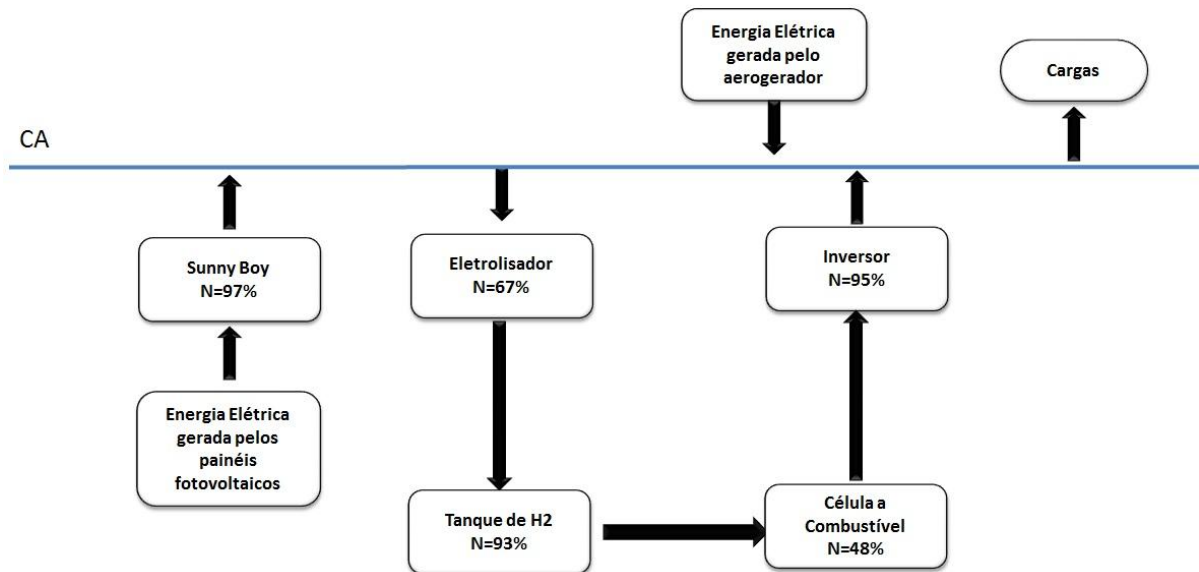 Energia Elétrica
gerada pelo
aerogerador
Cargas
CA
Sunny Boy
N=97%
Eletrolisador
N=67%
Inversor
N=95%
Energia Elétrica
gerada pelos
painéis
fotovoltaicos
Tanque de H2
N=93%
Célula a
Combustível
N=48%